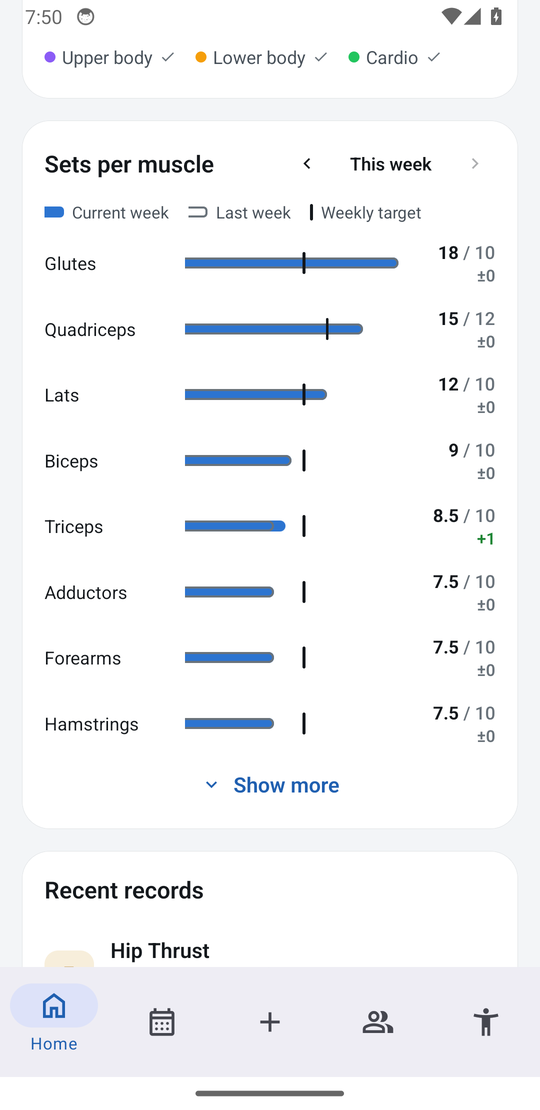 7:50
Upper body
Lower body
Cardio
Sets per muscle
This week
Current week
Last week
Weekly target
Glutes
18 / 10
±0
Quadriceps
15 / 12
±0
Lats
12 / 10
±0
Biceps
9 / 10
±0
Triceps
8.5 / 10
+1
Adductors
7.5 / 10
±0
Forearms
7.5 / 10
±0
Hamstrings
7.5 / 10
±0
Show more
Recent records
Hip Thrust
Home